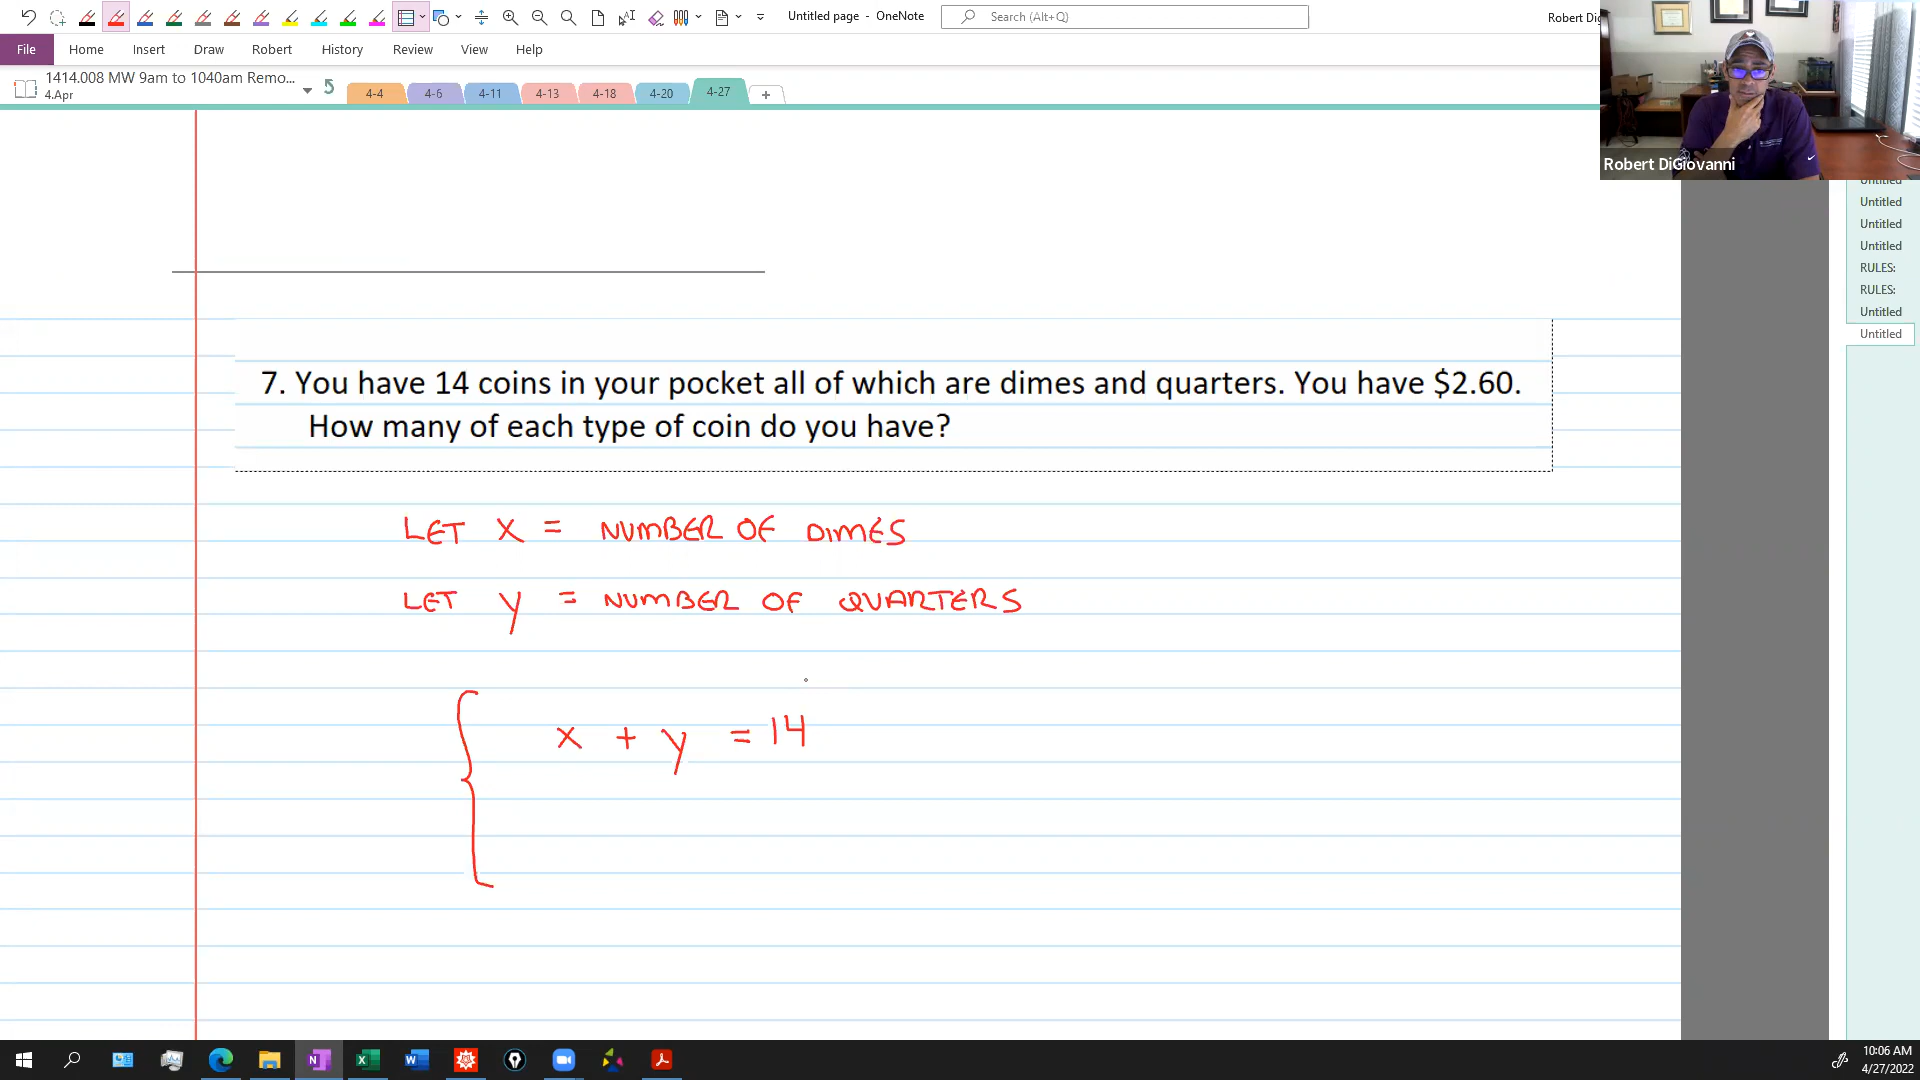 Untitled page - OneNote
Search (Alt+Q)
Robert Di
File Home Insert Draw Robert History Review View Help
1414.008 MW 9am to 1040am Remo...
4.Apr
4-4 4-6 4-11 4-13 4-18 4-20 4-27
Robert DiGiovanni
Untitled
Untitled
Untitled
Untitled
RULES:
RULES:
Untitled
Untitled
7. You have 14 coins in your pocket all of which are dimes and quarters. You have $2.60.
How many of each type of coin do you have?
LET X = NUMBER OF DIMES
LET y = NUMBER OF QUARTERS
x + y = 14
10:06 AM
4/27/2022